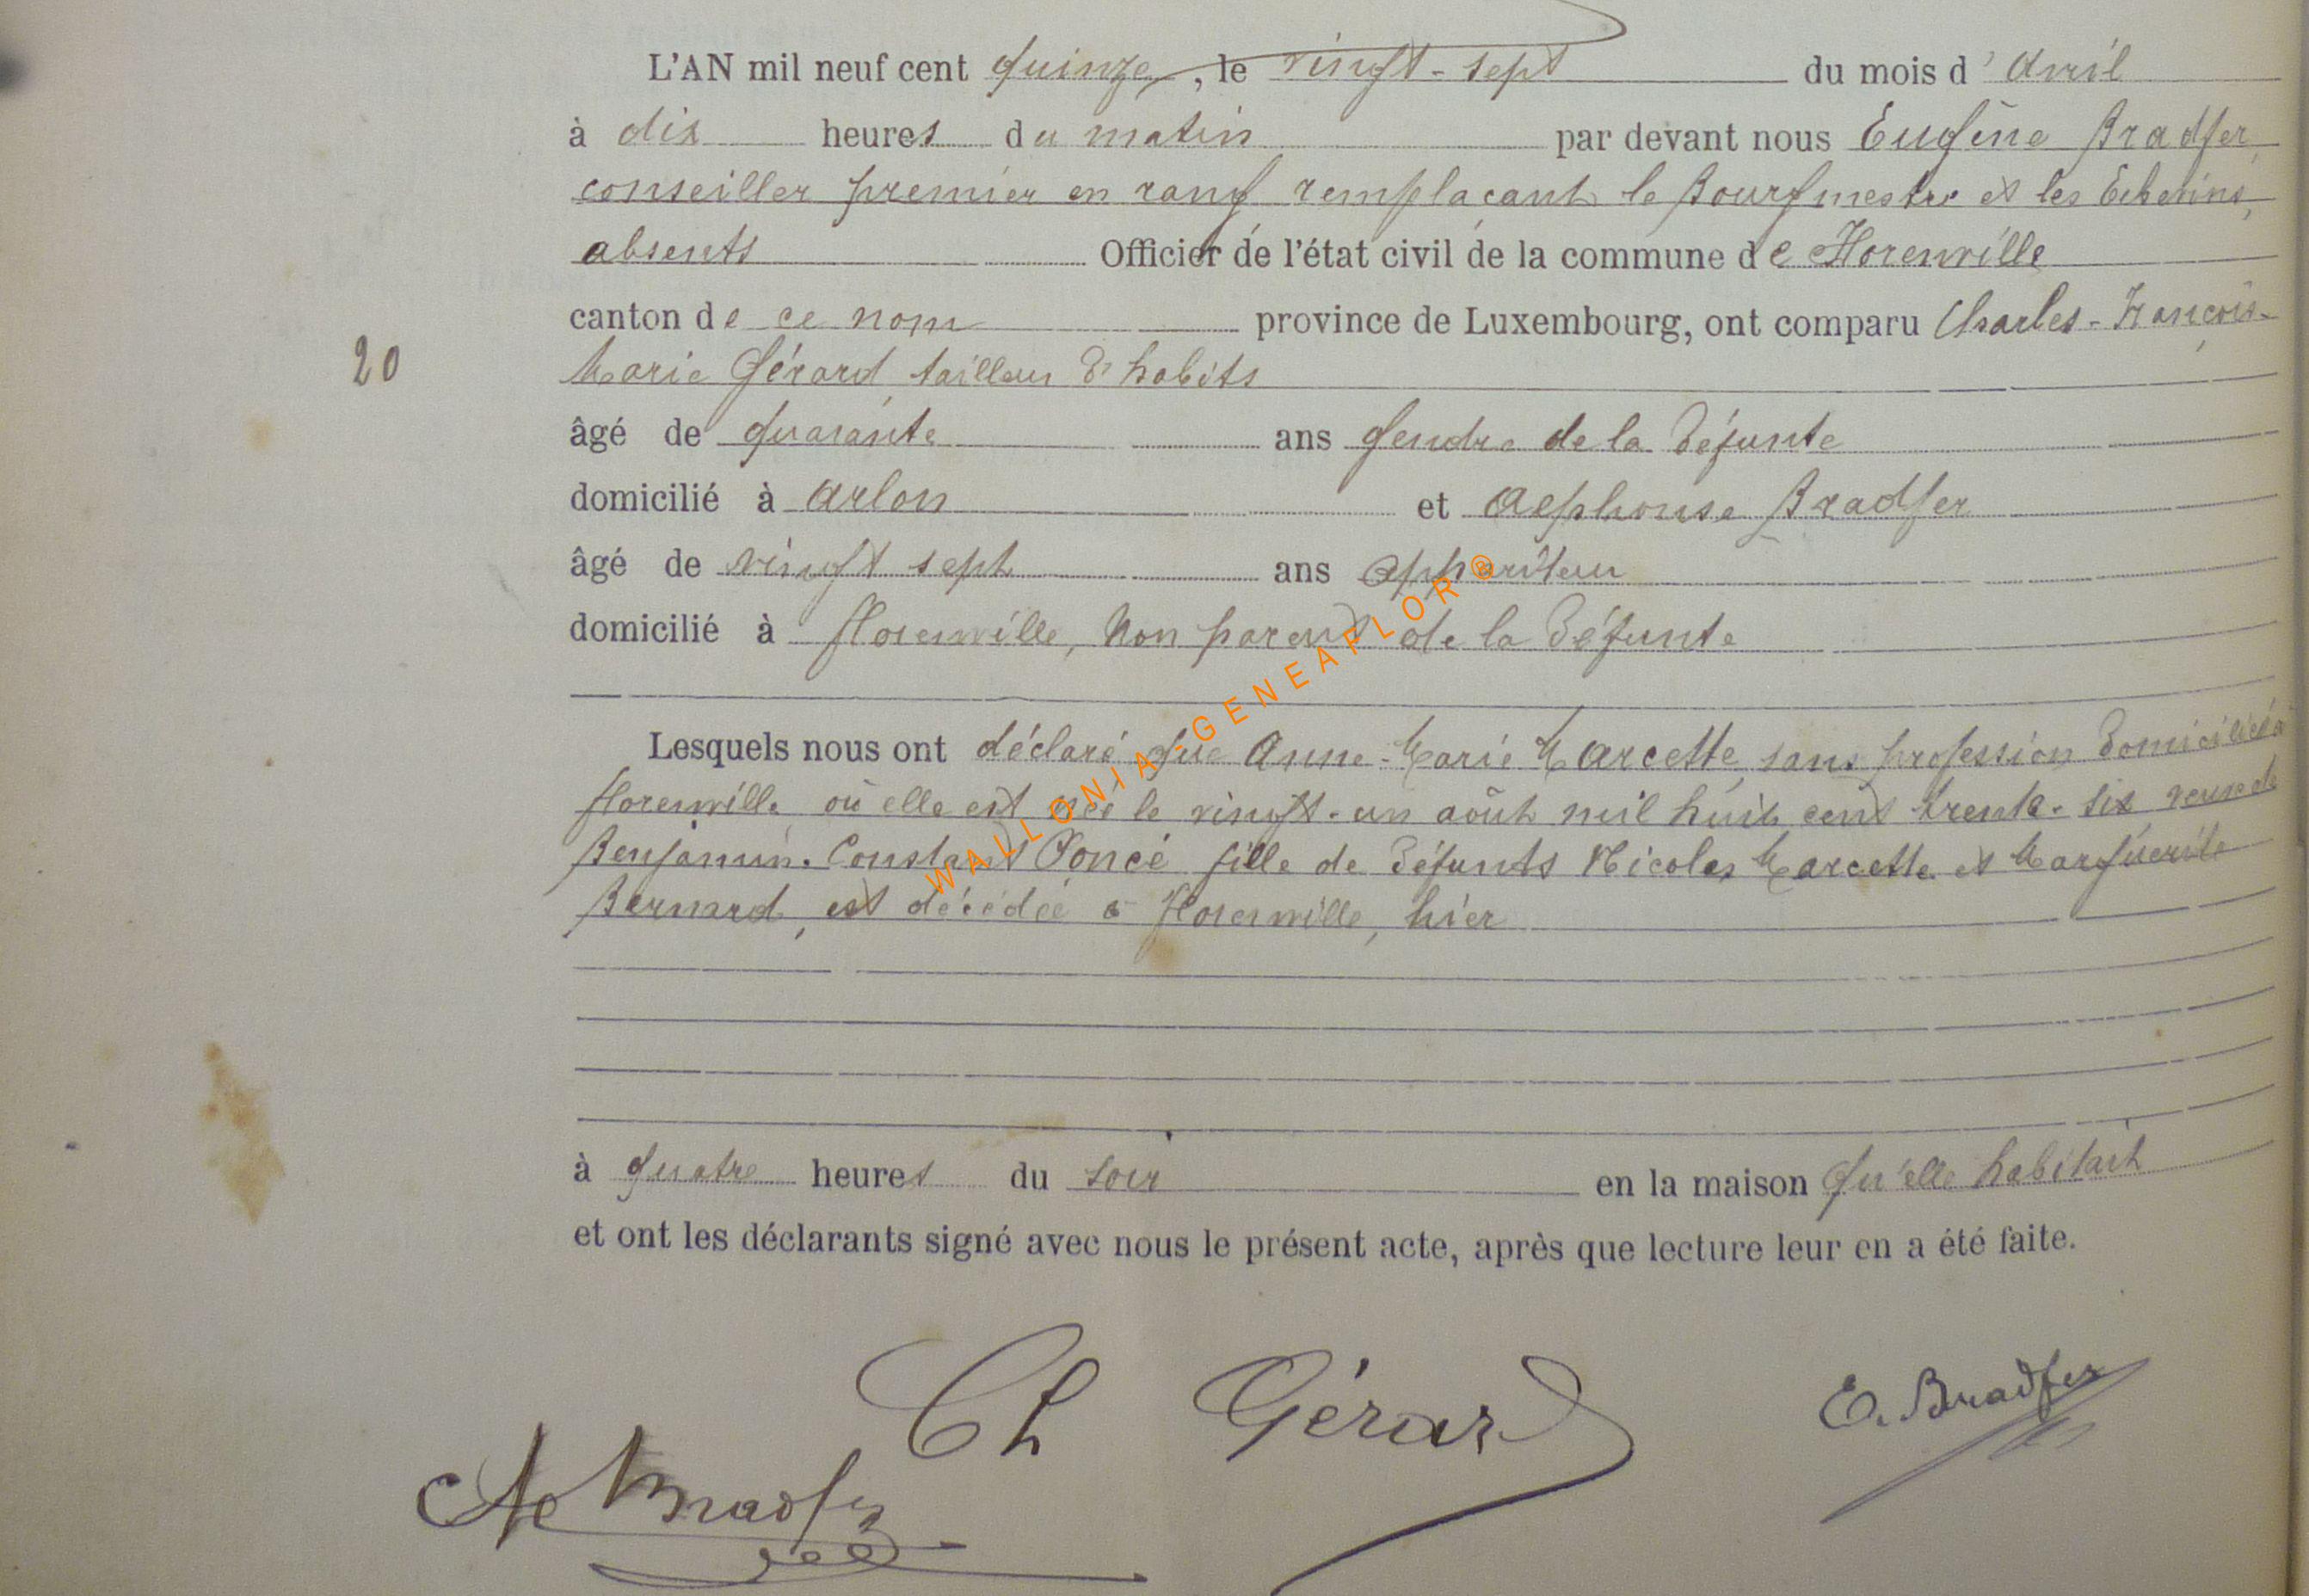 L'AN mil neuf cent quinze, le vingt-sept du mois d'Avril
à dix heures du matin par devant nous Eugène Bradfer,
conseiller premier en rang remplaçant le Bourgmestre et les Echevins,
absents Officier de l'état civil de la commune de Florenville
canton de ce nom province de Luxembourg, ont comparu Charles-François-
20 Marie Gérard tailleur d'habits
âgé de quarante ans gendre de la défunte
domicilié à Arlon et Alphonse Bradfer
âgé de vingt sept ans appariteur
domicilié à Florenville, non parent de la défunte
Lesquels nous ont déclaré que Anne-Marie Marcette, sans profession domiciliée à
Florenville où elle est née le vingt-un août mil huit cent trente-six veuve de
Benjamin-Constant Poncé fille de défunts Nicolas Marcette et Marguerite
Bernard, est décédée à Florenville, hier
à quatre heures du soir en la maison qu'elle habitait
et ont les déclarants signé avec nous le présent acte, après que lecture leur en a été faite.
Ch Gérard
E. Bradfer
Al Bradfer
WALLONIA-GENEAFLOR®